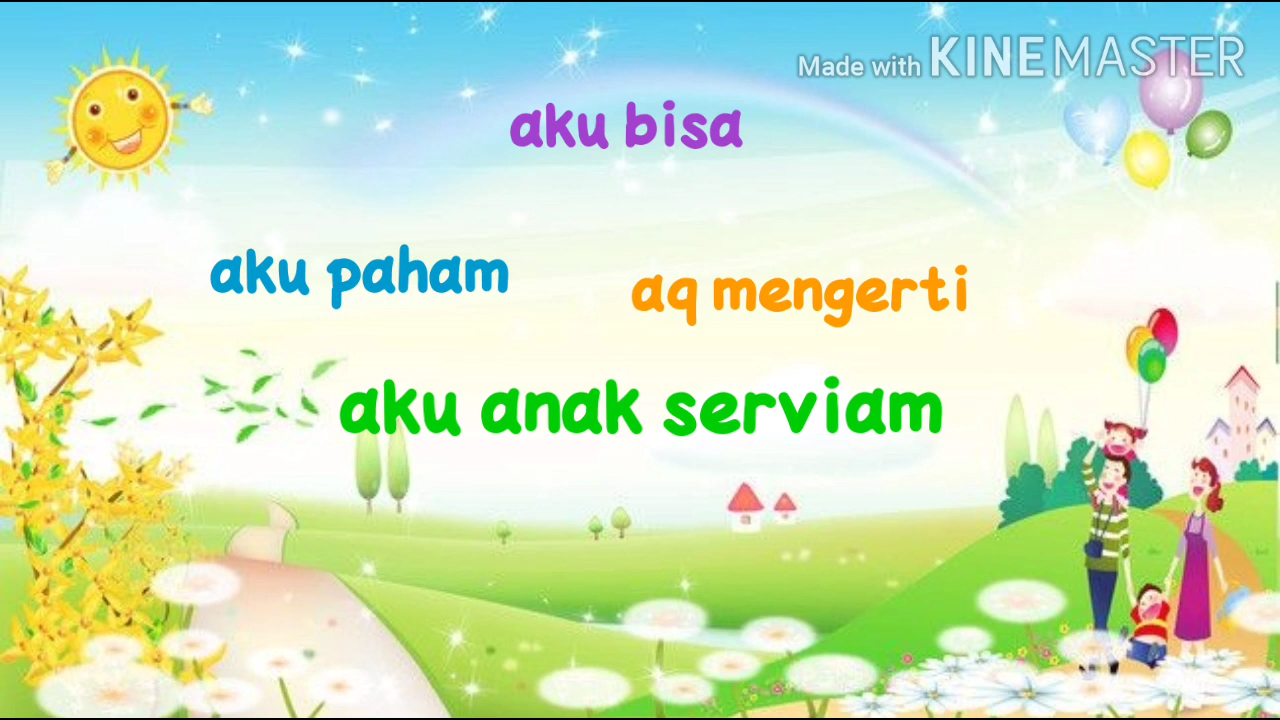 Made with KINEMASTER
aku bisa
aku paham
aq mengerti
aku anak serviam